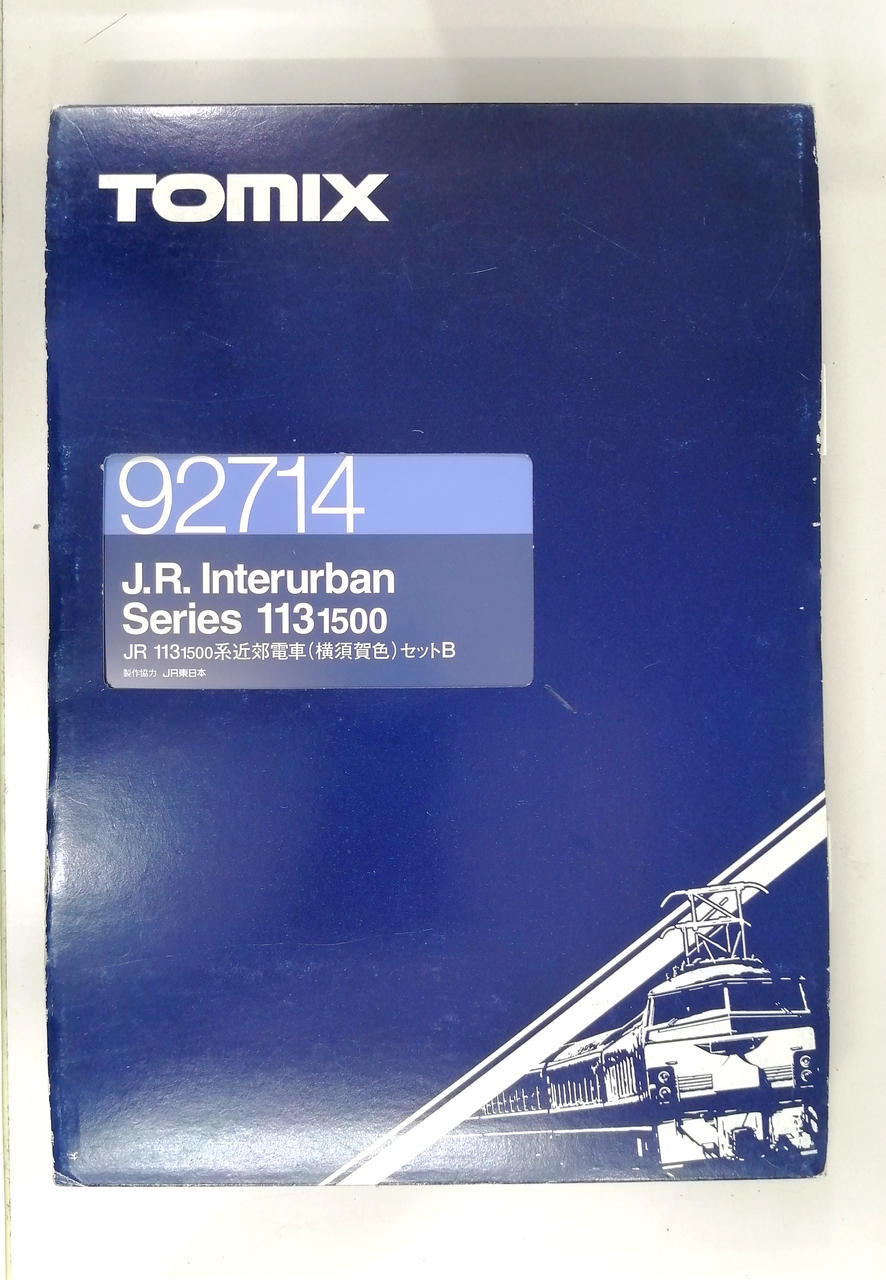 TOMIX
92714
J.R. Interurban
Series 1131500
JR 1131500系近郊電車(横須賀色)セットB
製作協力 JR東日本